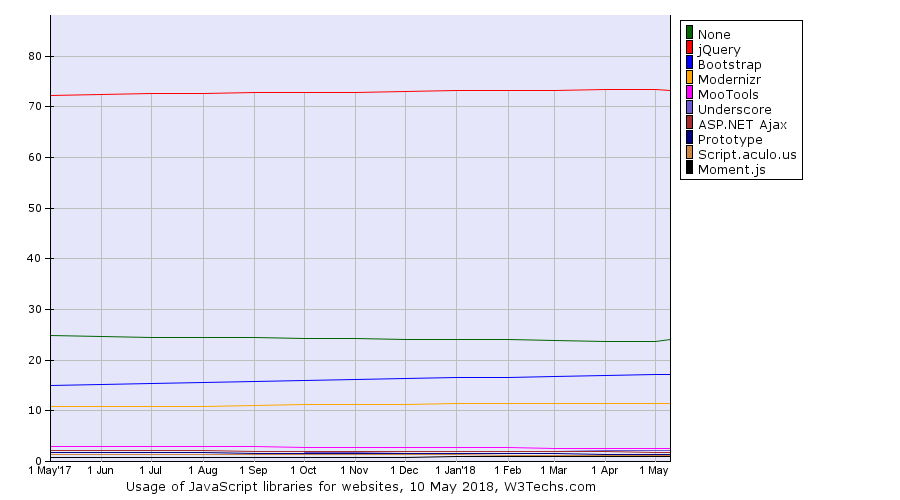 80
70
60
50
40
30
20
10
0
1 May'17 1 Jun 1 Jul 1 Aug 1 Sep 1 Oct 1 Nov 1 Dec 1 Jan'18 1 Feb 1 Mar 1 Apr 1 May
Usage of JavaScript libraries for websites, 10 May 2018, W3Techs.com
None
jQuery
Bootstrap
Modernizr
MooTools
Underscore
ASP.NET Ajax
Prototype
Script.aculo.us
Moment.js